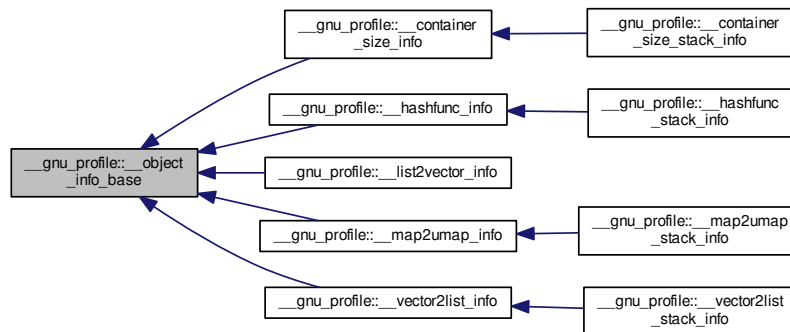 __gnu_profile::__container
_size_info
__gnu_profile::__container
_size_stack_info
__gnu_profile::__hashfunc_info
__gnu_profile::__hashfunc
_stack_info
__gnu_profile::__object
_info_base
__gnu_profile::__list2vector_info
__gnu_profile::__map2umap_info
__gnu_profile::__map2umap
_stack_info
__gnu_profile::__vector2list_info
__gnu_profile::__vector2list
_stack_info